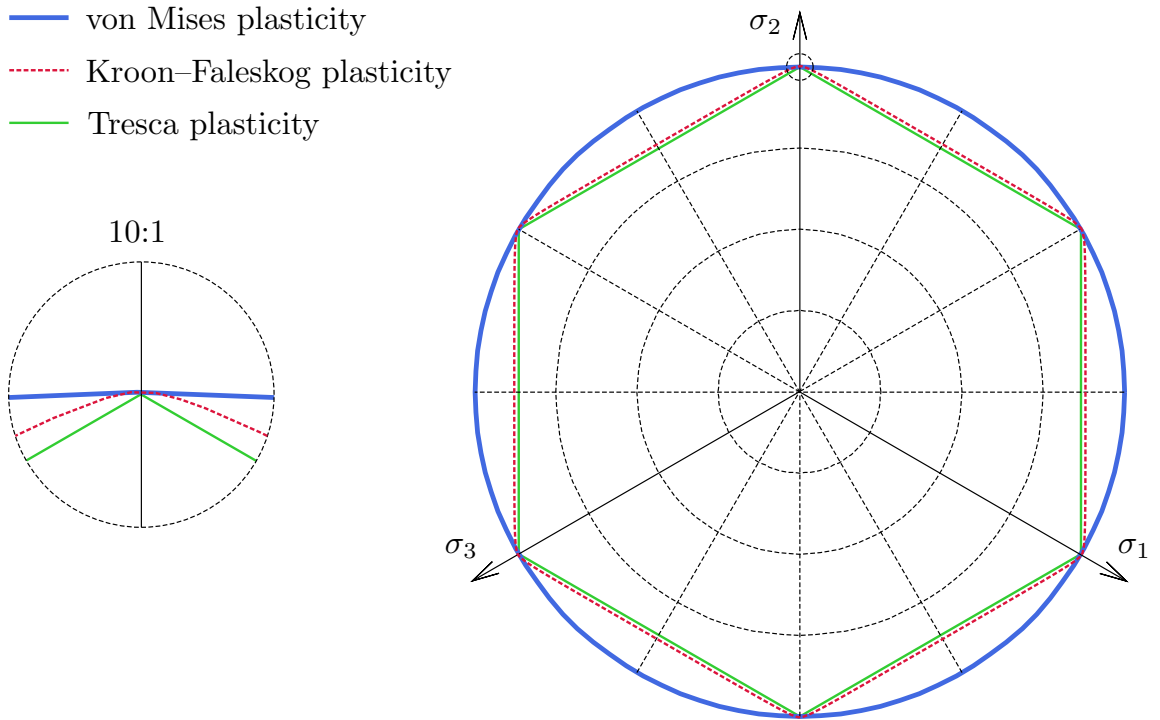 von Mises plasticity
Kroon–Faleskog plasticity
Tresca plasticity
10:1
σ₂
σ₃
σ₁